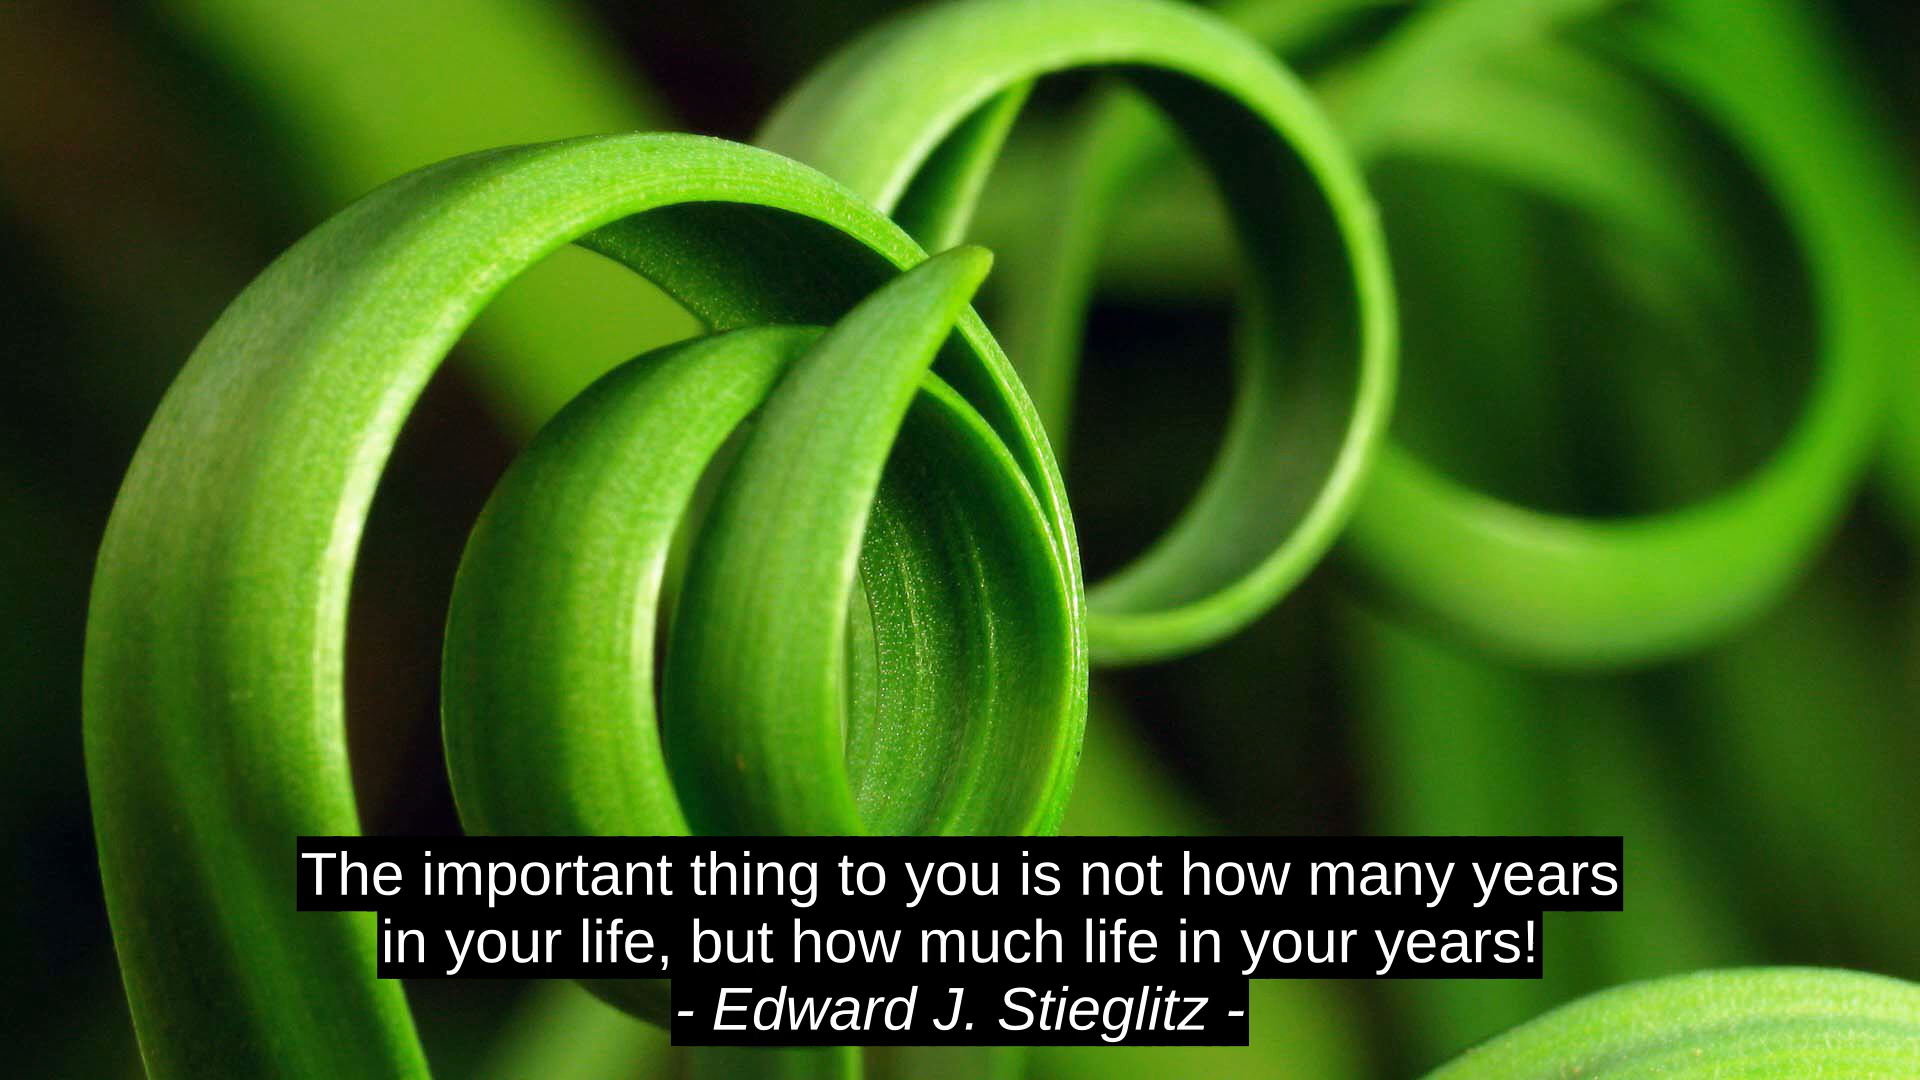 The important thing to you is not how many years
in your life, but how much life in your years!
- Edward J. Stieglitz -